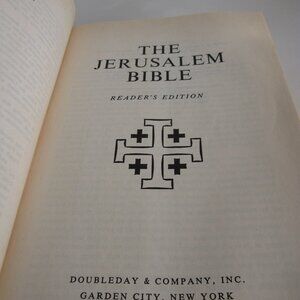 THE
JERUSALEM
BIBLE
READER'S EDITION
DOUBLEDAY & COMPANY, INC.
GARDEN CITY, NEW YORK